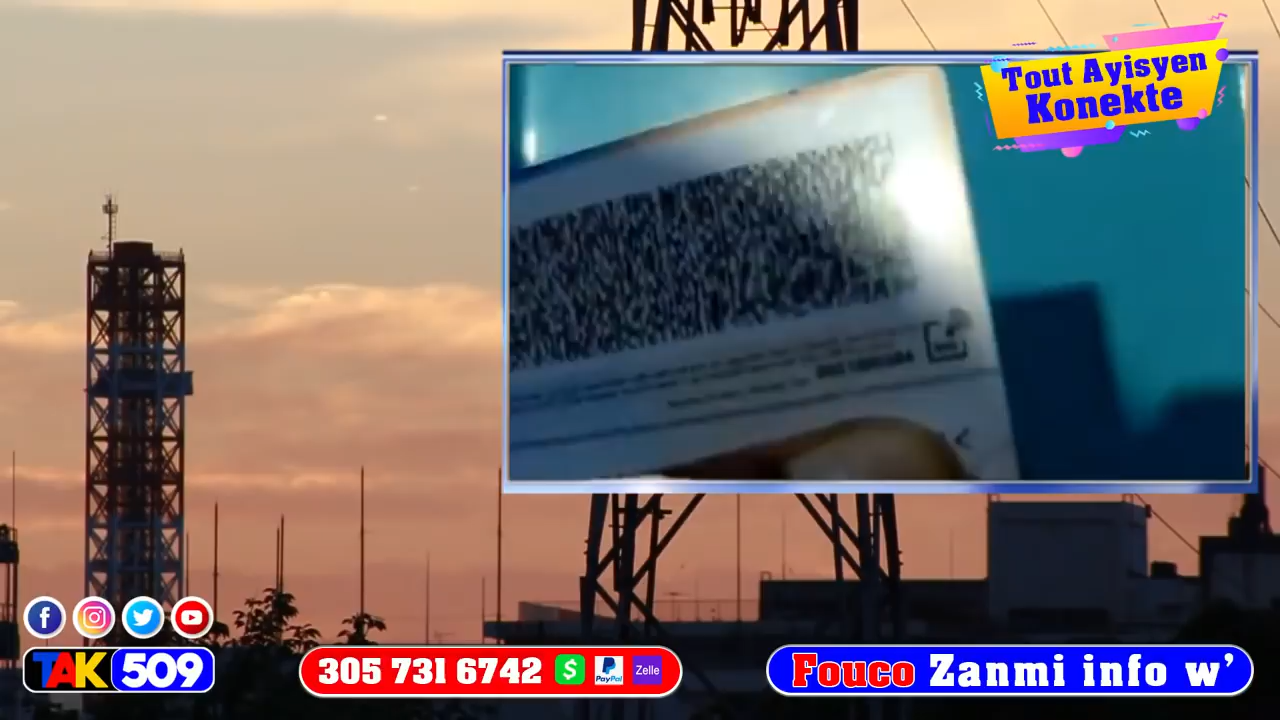 Tout Ayisyen
Konekte
TAK 509
305 731 6742
PayPal
Zelle
Fouco Zanmi info w'